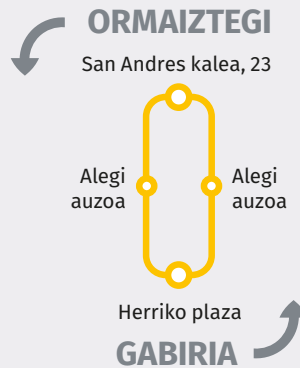 ORMAIZTEGI
San Andres kalea, 23
Alegi
auzoa
Alegi
auzoa
Herriko plaza
GABIRIA